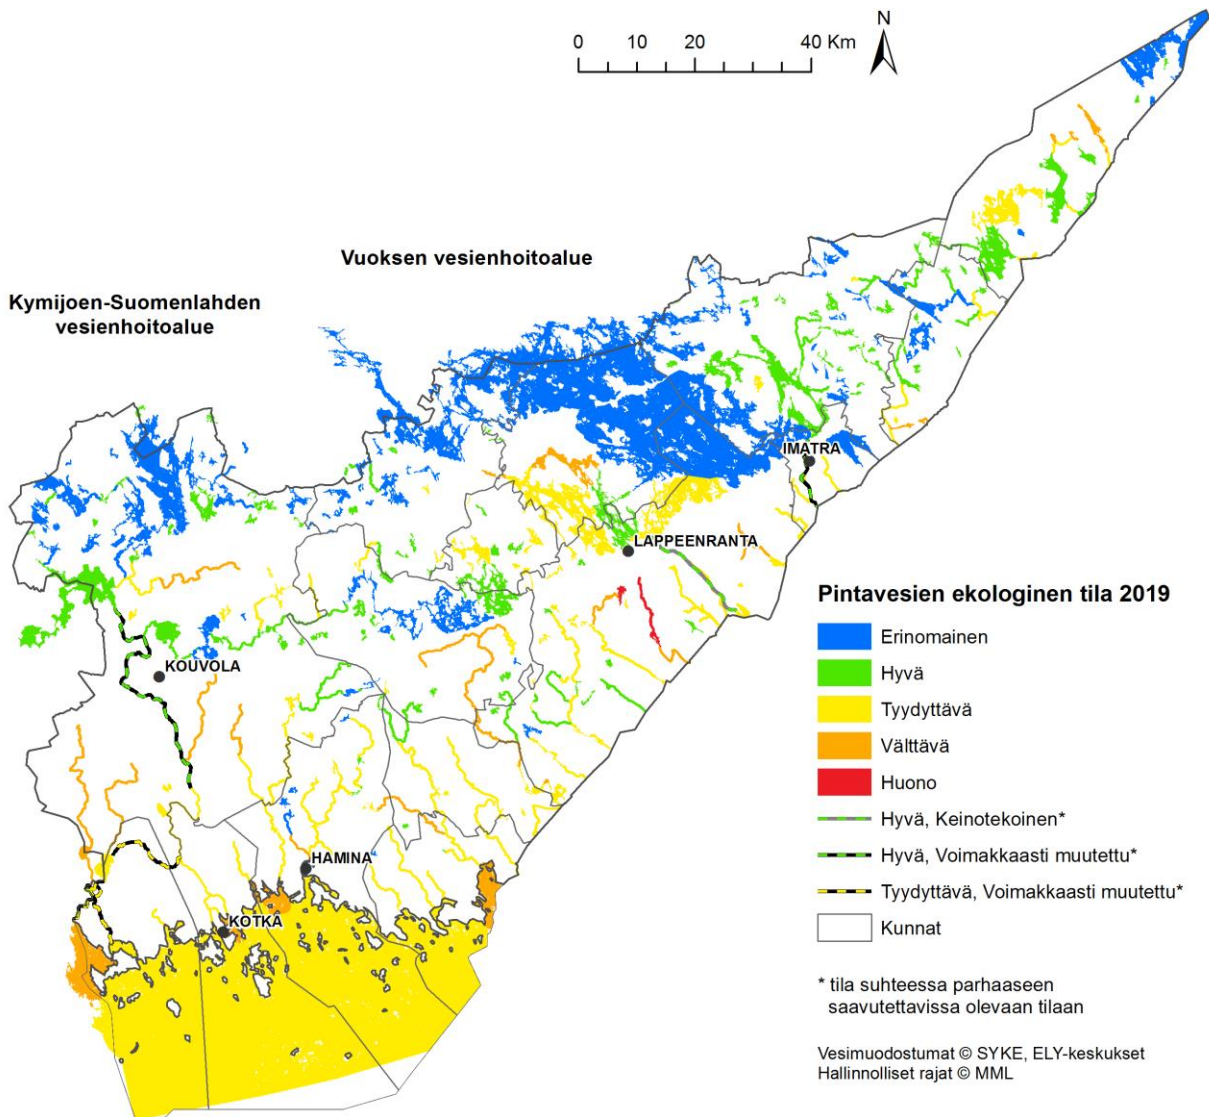 N
0 10 20 40 Km
Vuoksen vesienhoitoalue
Kymijoen-Suomenlahden
vesienhoitoalue
IMATRA
LAPPEENRANTA
KOUVOLA
HAMINA
KOTKA
Pintavesien ekologinen tila 2019
Erinomainen
Hyvä
Tyydyttävä
Välttävä
Huono
Hyvä, Keinotekoinen*
Hyvä, Voimakkaasti muutettu*
Tyydyttävä, Voimakkaasti muutettu*
Kunnat
* tila suhteessa parhaaseen
saavutettavissa olevaan tilaan
Vesimuodostumat © SYKE, ELY-keskukset
Hallinnolliset rajat © MML